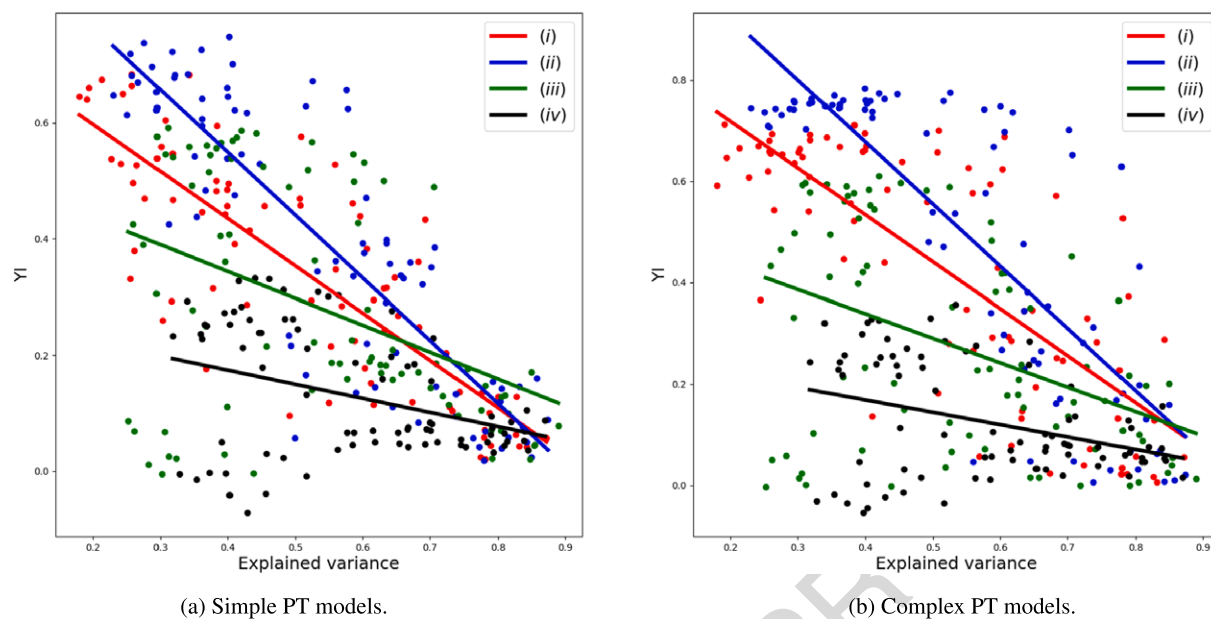 (i)
(ii)
(iii)
(iv)
YI
0.6
0.4
0.2
0.0
0.2 0.3 0.4 0.5 0.6 0.7 0.8 0.9
Explained variance
(a) Simple PT models.
(i)
(ii)
(iii)
(iv)
YI
0.8
0.6
0.4
0.2
0.0
0.2 0.3 0.4 0.5 0.6 0.7 0.8 0.9
Explained variance
(b) Complex PT models.